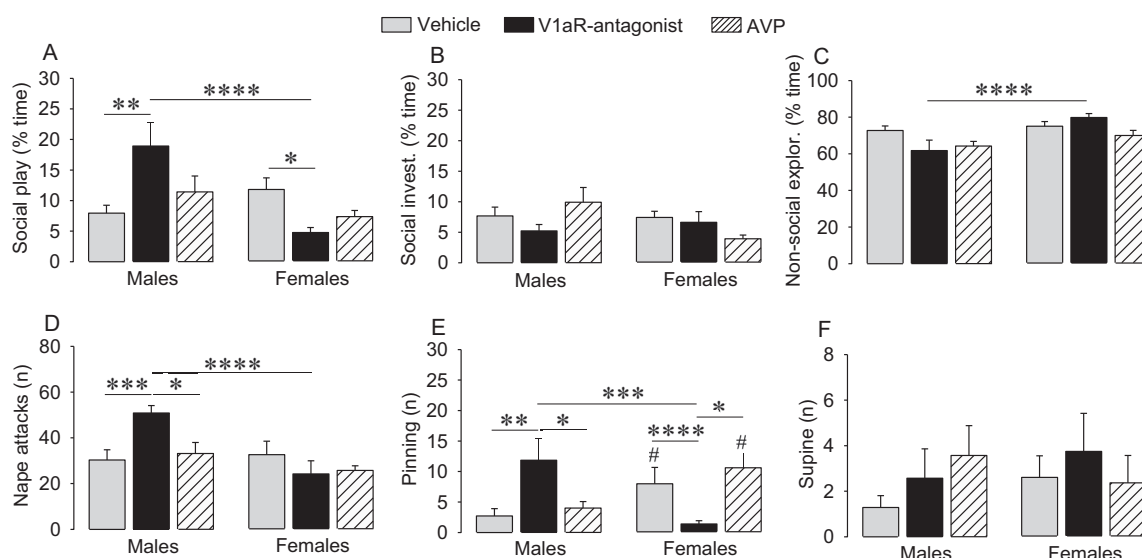 Vehicle V1aR-antagonist AVP
A
Social play (% time)
30
25
20
15
10
5
0
** **** *
Males Females
B
Social invest. (% time)
30
25
20
15
10
5
0
Males Females
C
Non-social explor. (% time)
100
80
60
40
20
0
****
Males Females
D
Nape attacks (n)
80
60
40
20
0
****
*** *
Males Females
E
Pinning (n)
30
25
20
15
10
5
0
***
** * *
****
# #
Males Females
F
Supine (n)
8
6
4
2
0
Males Females